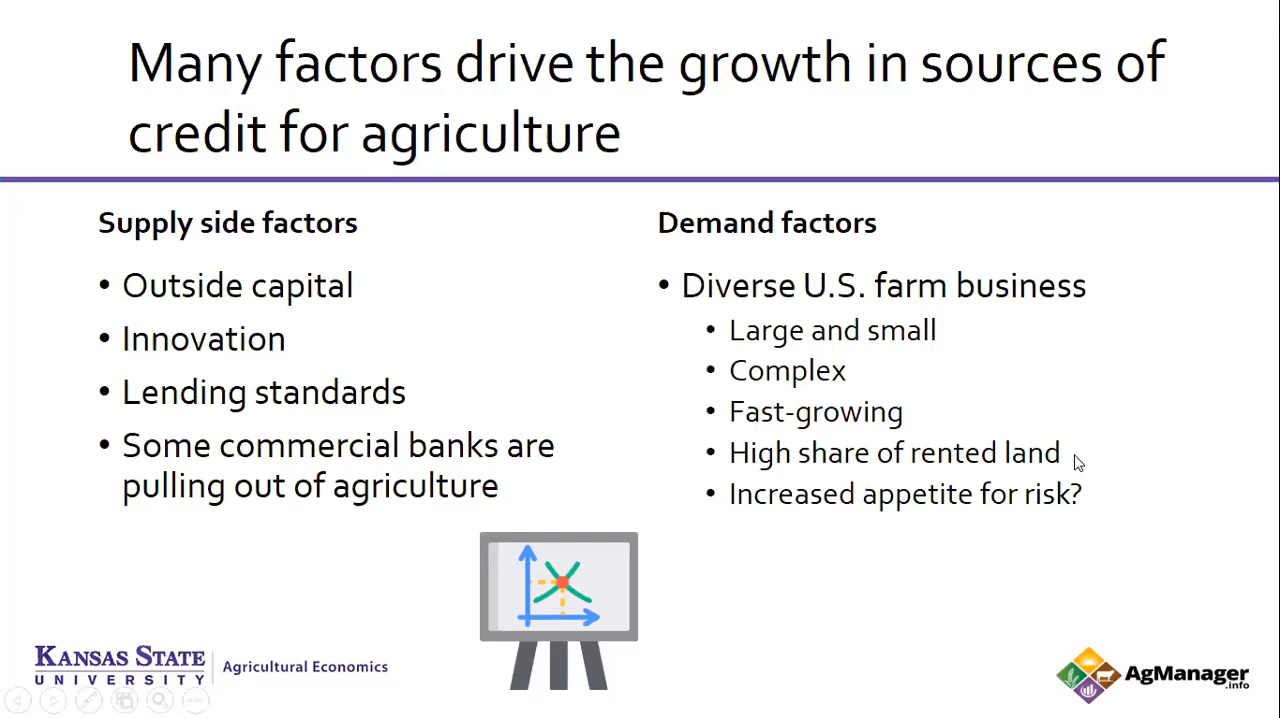 Many factors drive the growth in sources of
credit for agriculture
Supply side factors
• Outside capital
• Innovation
• Lending standards
• Some commercial banks are
pulling out of agriculture
Demand factors
• Diverse U.S. farm business
• Large and small
• Complex
• Fast-growing
• High share of rented land
• Increased appetite for risk?
KANSAS STATE
UNIVERSITY
Agricultural Economics
AgManager
.info